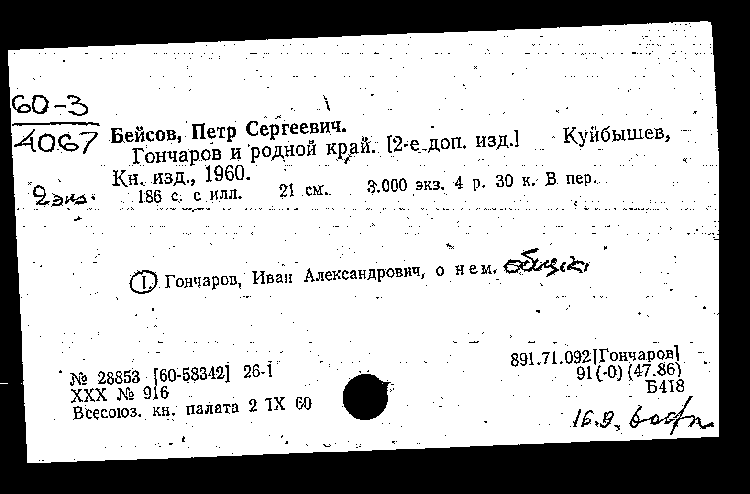 60-3
4067
Бейсов, Петр Сергеевич.
Гончаров и родной край. [2-е доп. изд.] Куйбышев,
Кн. изд., 1960.
2 экз.
186 с. с илл. 21 см. 3.000 экз. 4 р. 30 к. В пер.
1. Гончаров, Иван Александрович, о нем.
№ 28853 [60-58342] 26-1
XXX № 916
Всесоюз. кн. палата 2 IX 60
891.71.092[Гончаров]
91(-0)(47.86)
Б418
16.9.